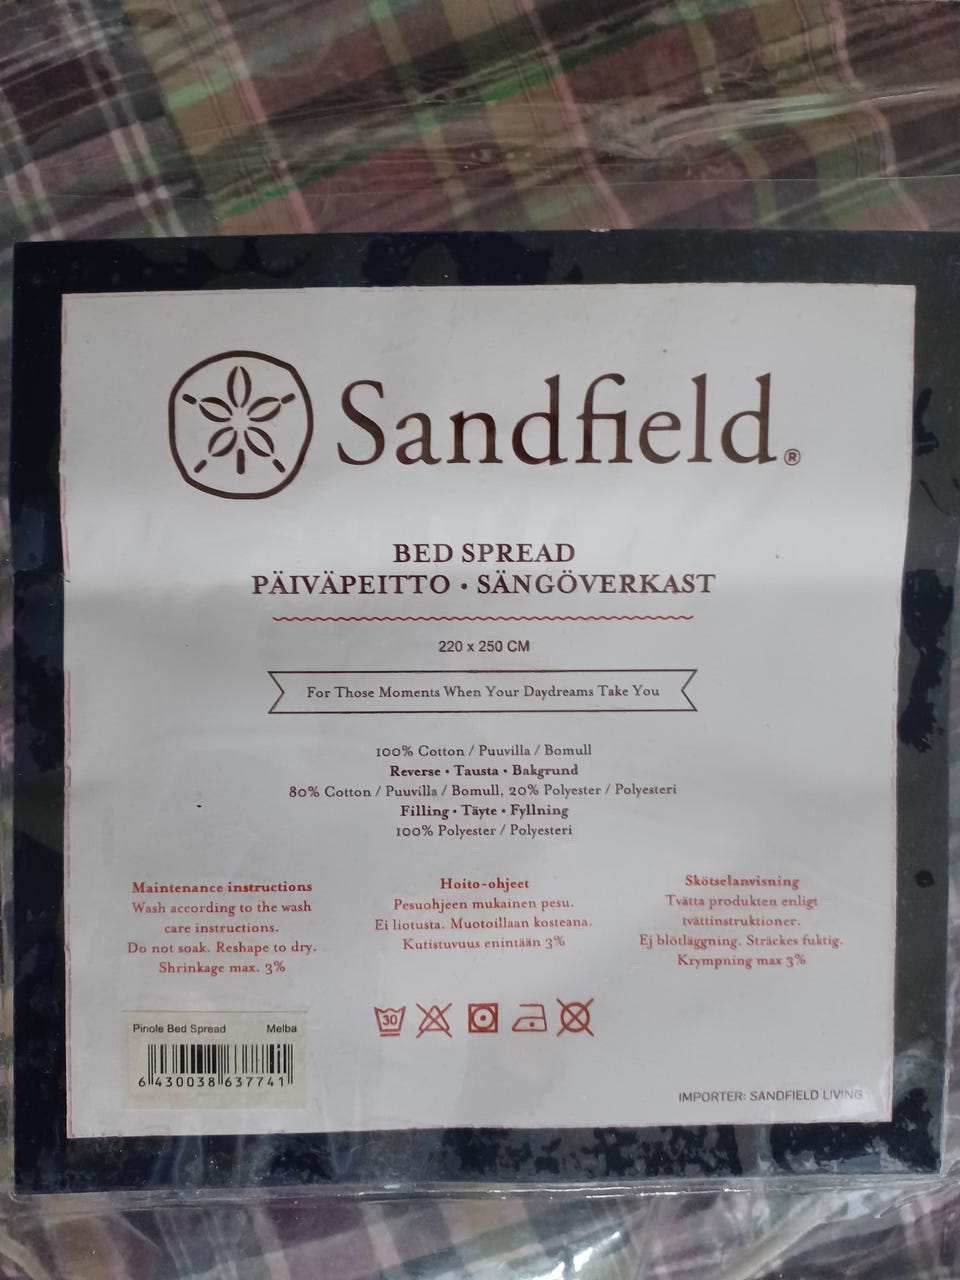 Sandfield®
BED SPREAD
PÄIVÄPEITTO • SÄNGÖVERKAST
220 x 250 CM
For Those Moments When Your Daydreams Take You
100% Cotton / Puuvilla / Bomull
Reverse • Tausta • Bakgrund
80% Cotton / Puuvilla / Bomull, 20% Polyester / Polyesteri
Filling • Täyte • Fyllning
100% Polyester / Polyesteri
Maintenance instructions
Wash according to the wash
care instructions.
Do not soak. Reshape to dry.
Shrinkage max. 3%
Hoito-ohjeet
Pesuohjeen mukainen pesu.
Ei liotusta. Muotoillaan kosteana.
Kutistuvuus enintään 3%
Skötselanvisning
Tvätta produkten enligt
tvättinstruktioner.
Ej blötläggning. Sträckes fuktig.
Krympning max 3%
30
Pinole Bed Spread Melba
6 430038 637741
IMPORTER: SANDFIELD LIVING